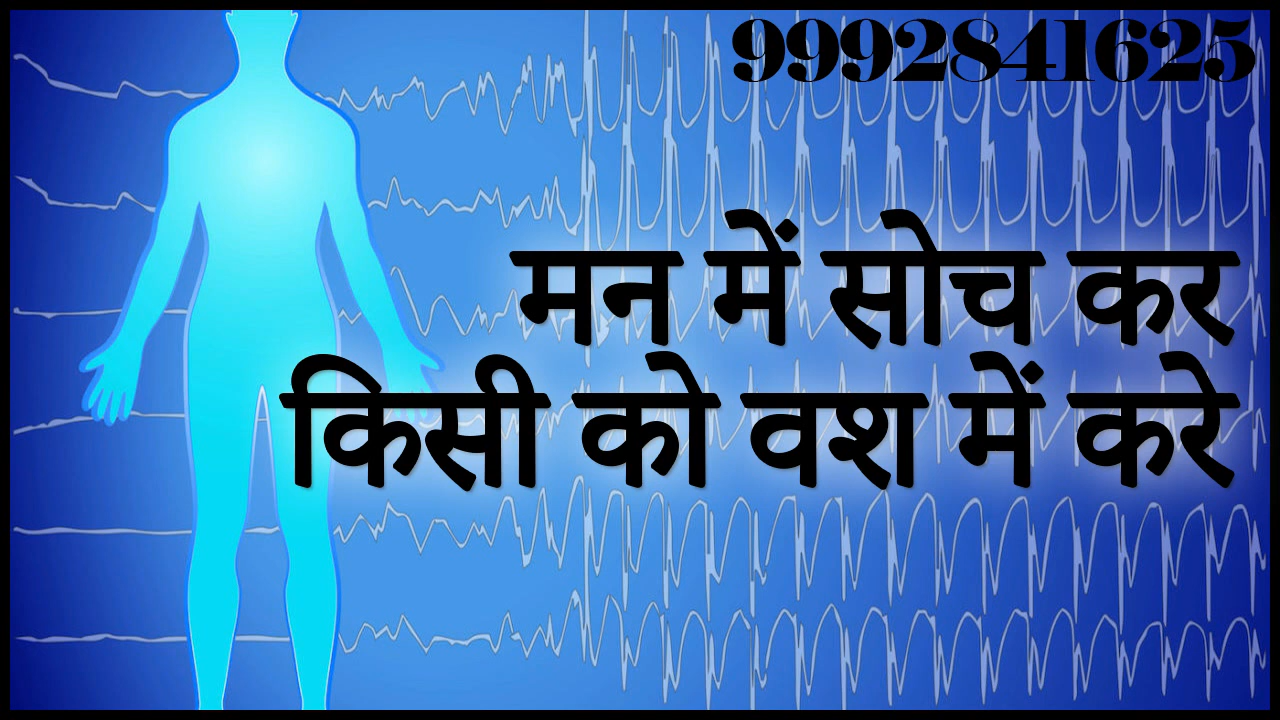 9992841625
मन में सोच कर
किसी को वश में करे